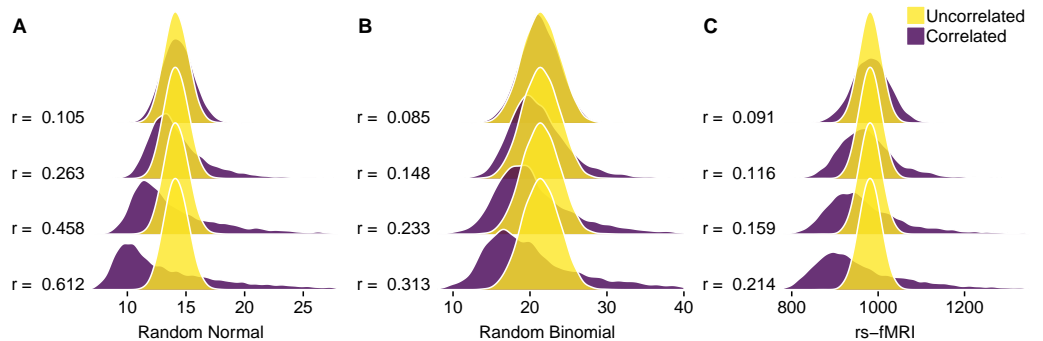 A
B
C
Uncorrelated
Correlated
r = 0.105
r = 0.263
r = 0.458
r = 0.612
10 15 20 25
Random Normal
r = 0.085
r = 0.148
r = 0.233
r = 0.313
10 20 30 40
Random Binomial
r = 0.091
r = 0.116
r = 0.159
r = 0.214
800 1000 1200
rs−fMRI